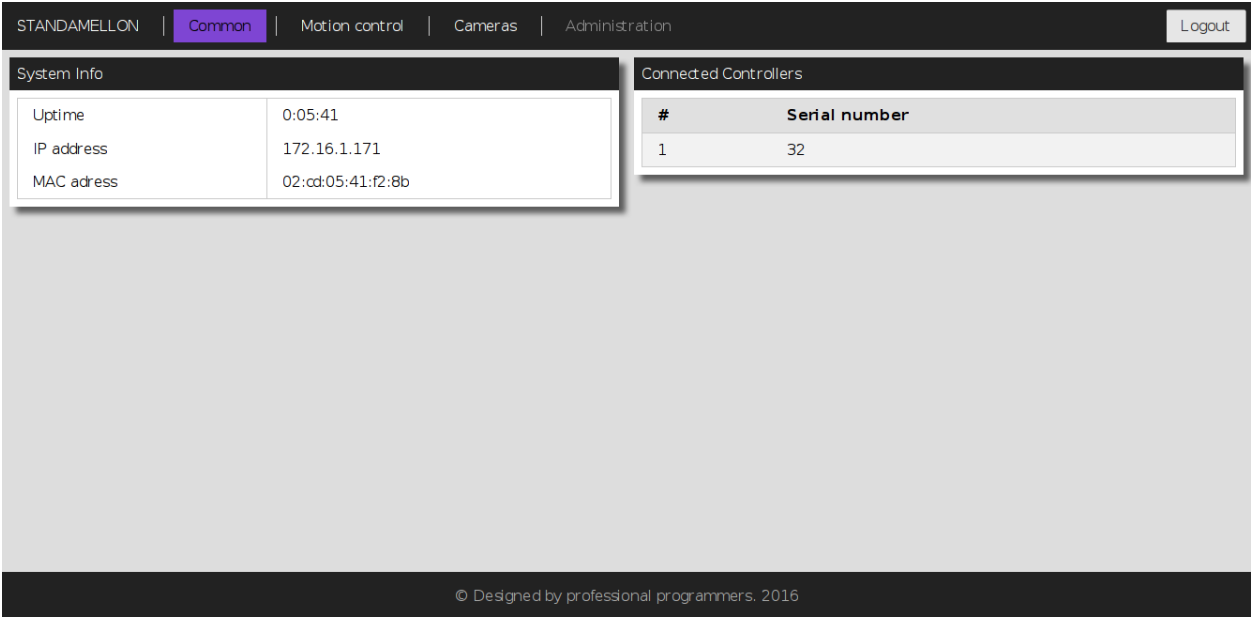 STANDAMELLON | Common | Motion control | Cameras | Administration Logout
System Info
Uptime 0:05:41
IP address 172.16.1.171
MAC adress 02:cd:05:41:f2:8b
Connected Controllers
# Serial number
1 32
© Designed by professional programmers. 2016